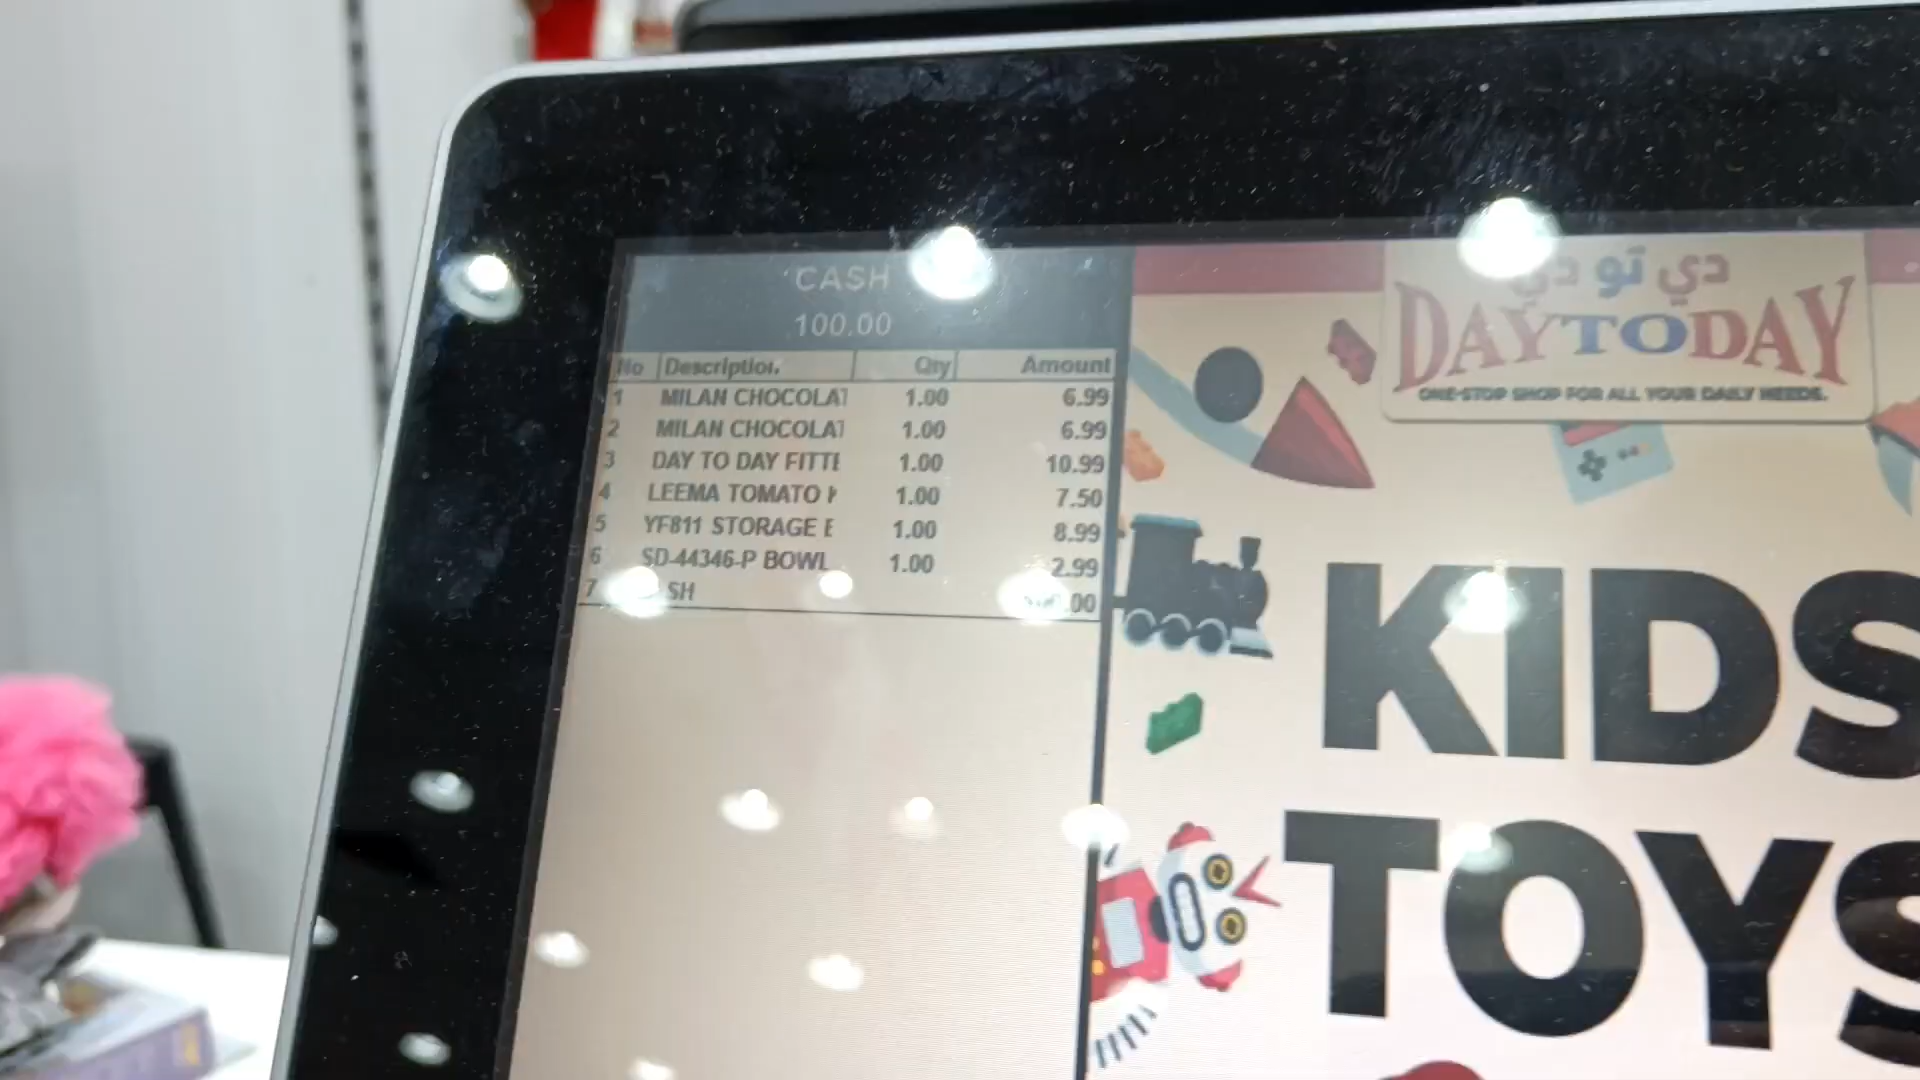 CASH
100.00
No Description Qty Amount
1 MILAN CHOCOLAT 1.00 6.99
2 MILAN CHOCOLAT 1.00 6.99
3 DAY TO DAY FITTE 1.00 10.99
4 LEEMA TOMATO 1.00 7.50
5 YF811 STORAGE 1.00 8.99
6 SD-44346-P BOWL 1.00 2.99
7 SH .00
دي تو دي
DAYTODAY
ONE-STOP SHOP FOR ALL YOUR DAILY NEEDS.
KIDS
TOYS